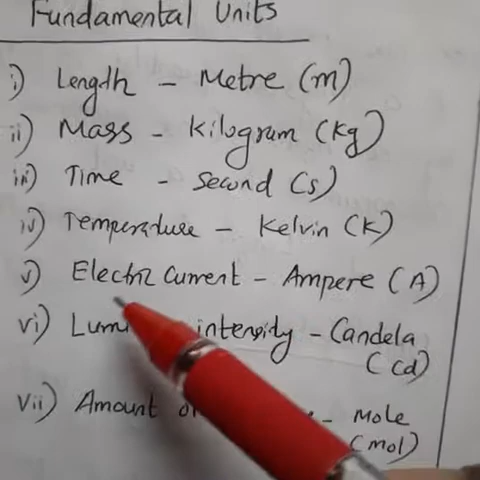 Fundamental Units
i) Length - Metre (m)
ii) Mass - Kilogram (Kg)
iii) Time - Second (s)
iv) Temperature - Kelvin (K)
v) Electric Current - Ampere (A)
vi) intensity - Candela
(cd)
vii) Amount - Mole
(mol)